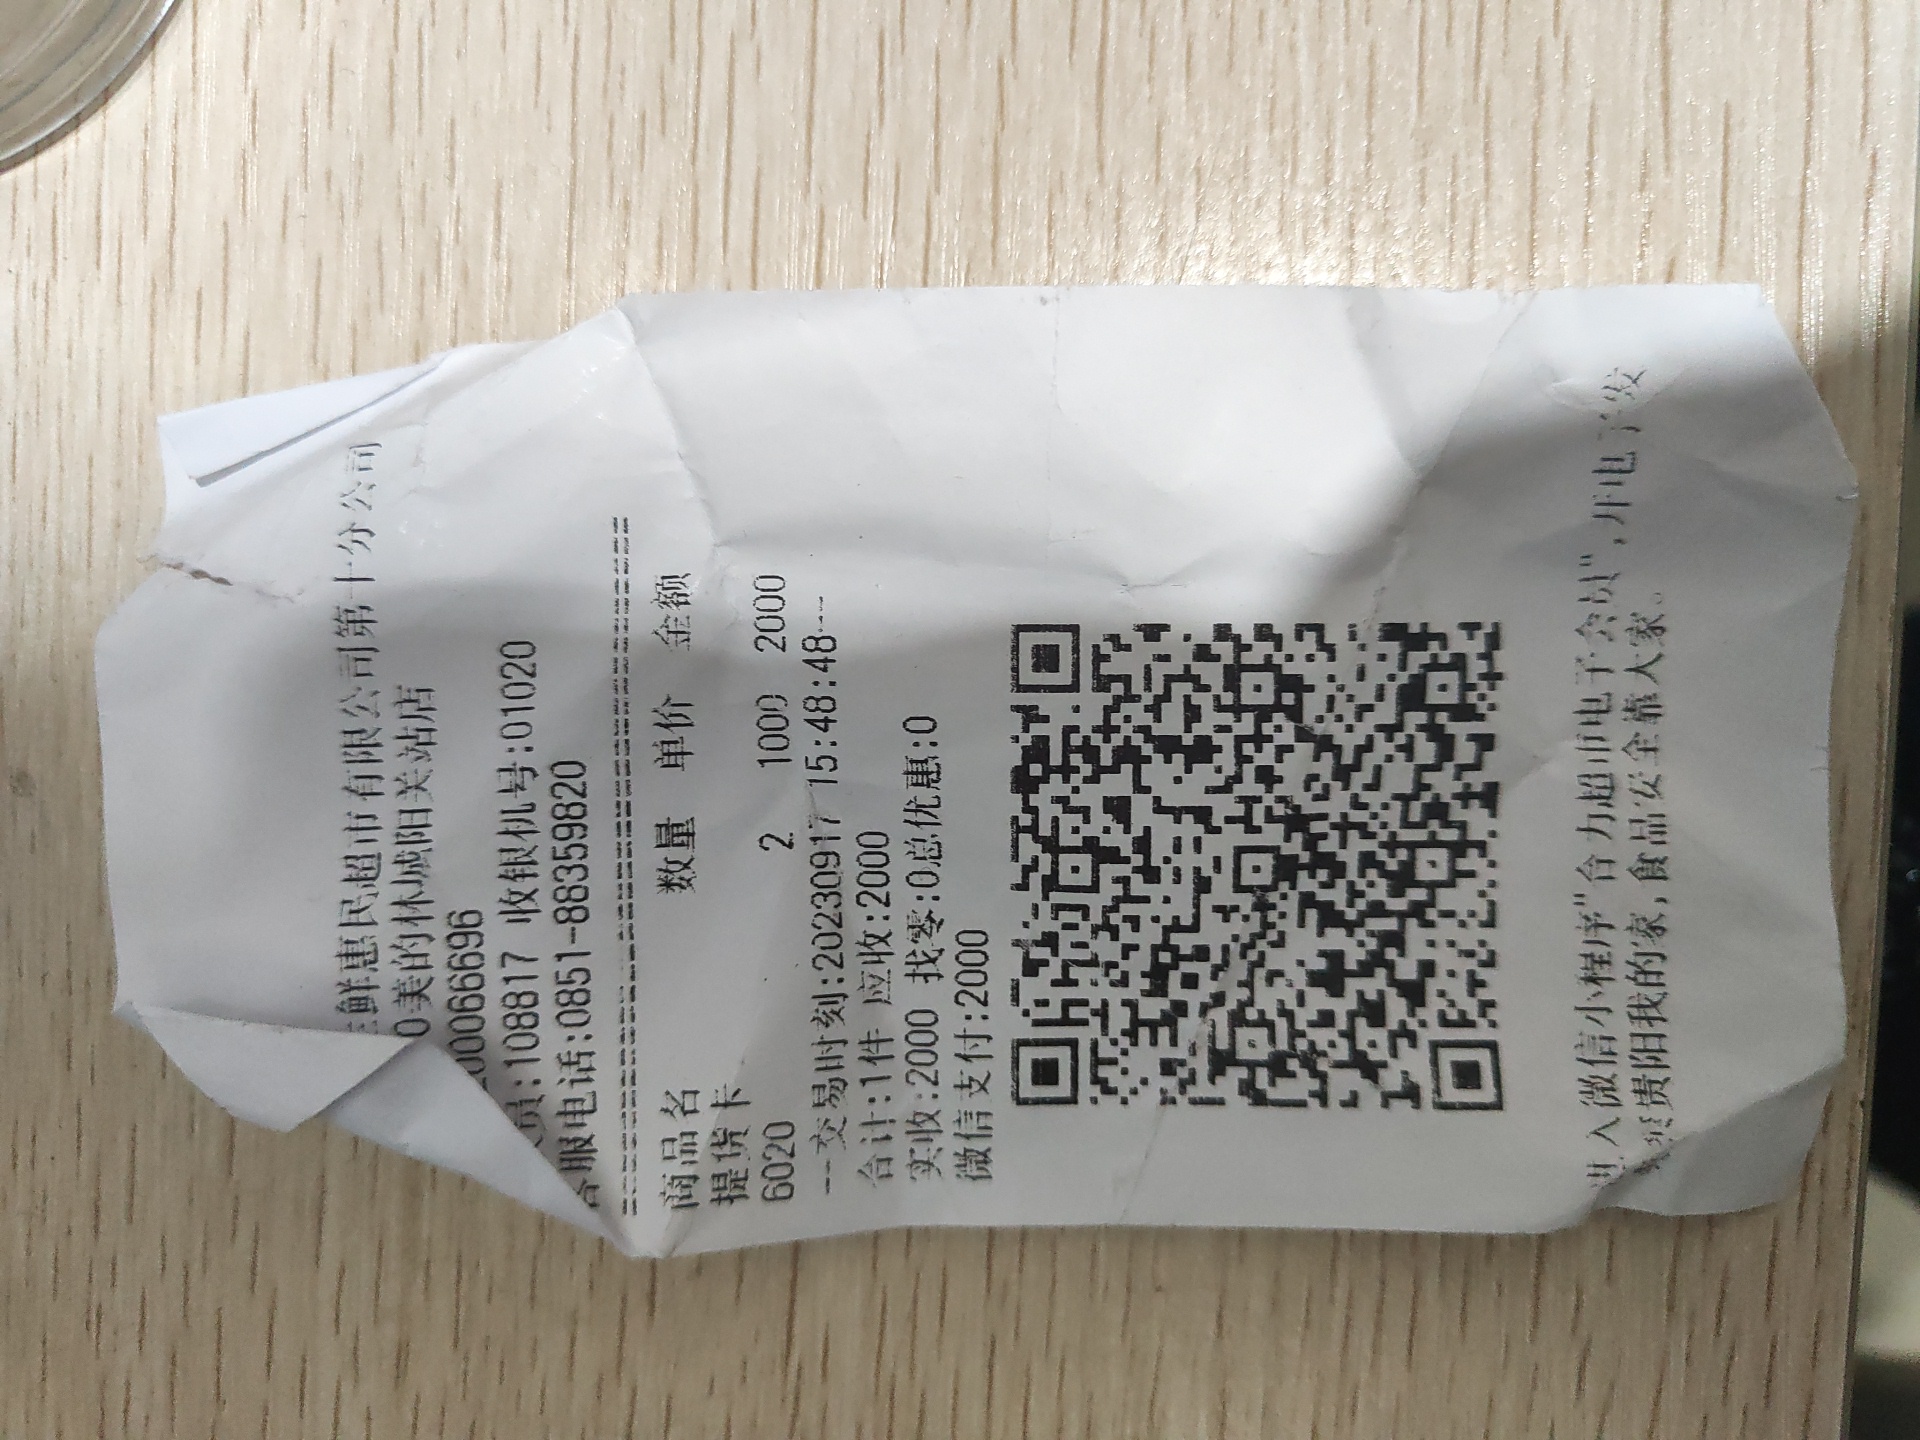 鲜惠民超市有限公司第十分公司
0美的林城阳关站店
00066696
员:108817 收银机号:01020
客服电话:0851-88359820
商品名 数量 单价 金额
提货卡
6020 2 1000 2000
--交易时刻:20230917 15:48:48--
合计:1件 应收:2000
实收:2000 找零:0总优惠:0
微信支付:2000
进入微信小程序"合力超市电子会员",开电子发
贵阳我的家,食品安全靠大家。